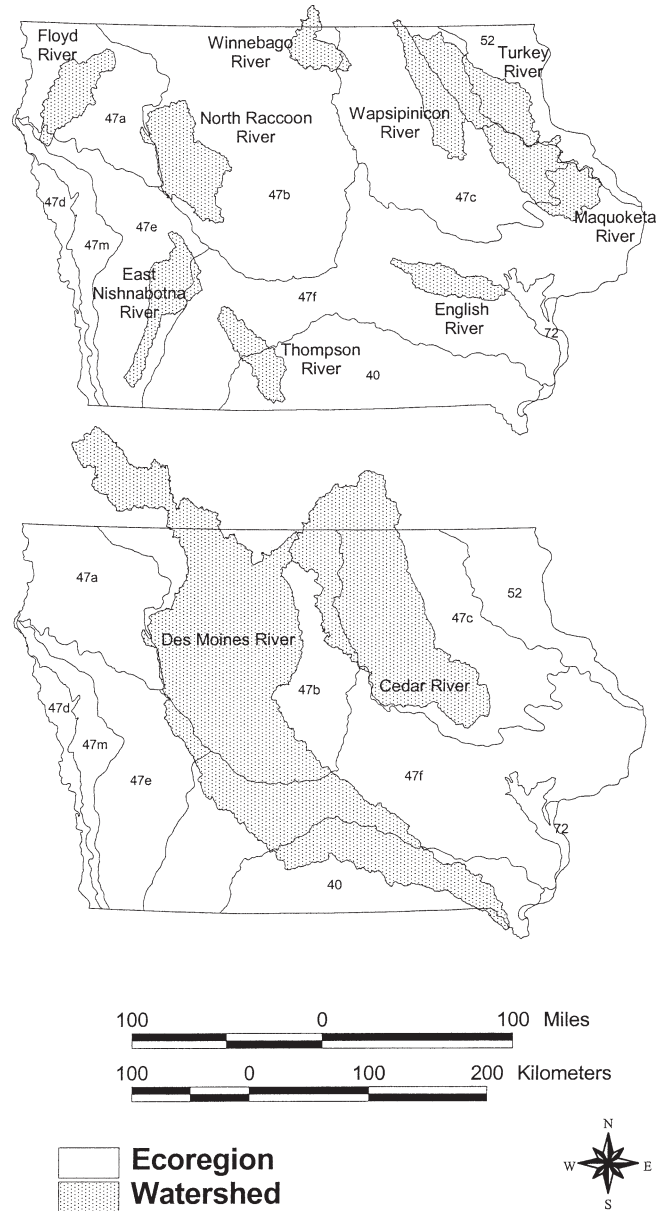 Floyd
River
Winnebago
River
52
Turkey
River
47a
North Raccoon
River
Wapsipinicon
River
47d
47b
47c
47m
47e
Maquoketa
River
East
Nishnabotna
River
47f
English
River
72
Thompson
River
40
47a
52
47c
Des Moines River
Cedar River
47b
47d
47m
47e
47f
72
40
100 0 100 Miles
100 0 100 200 Kilometers
Ecoregion
Watershed
N
W E
S